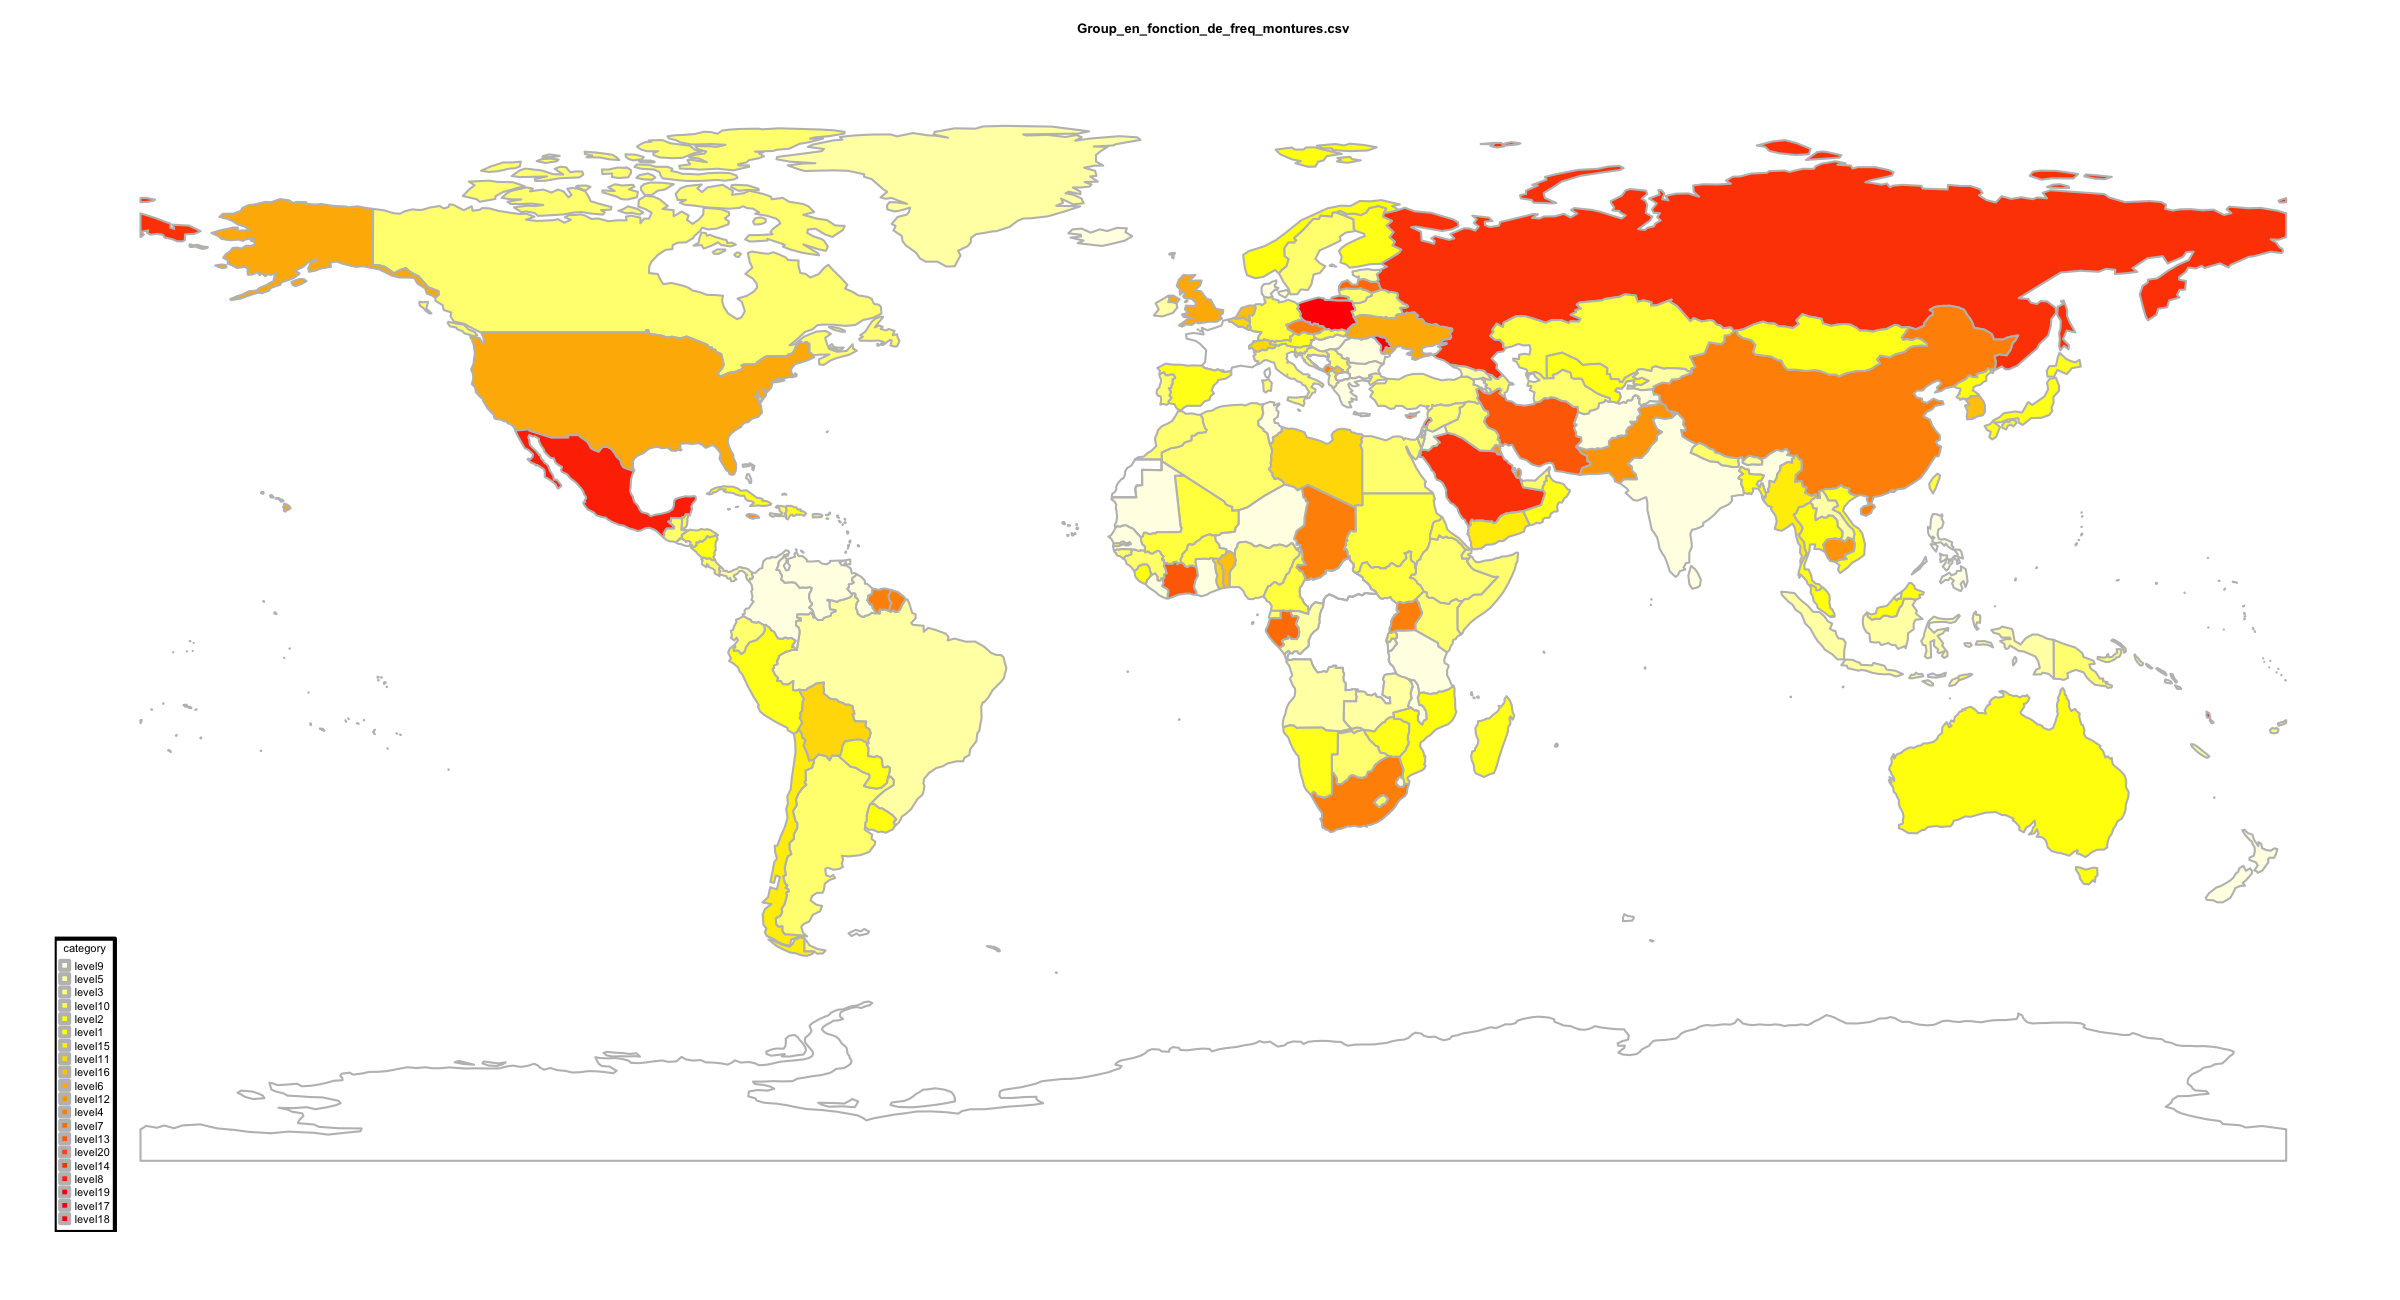 Group_en_fonction_de_freq_montures.csv
category
level9
level5
level3
level10
level2
level1
level15
level11
level16
level6
level12
level4
level7
level13
level20
level14
level8
level19
level17
level18